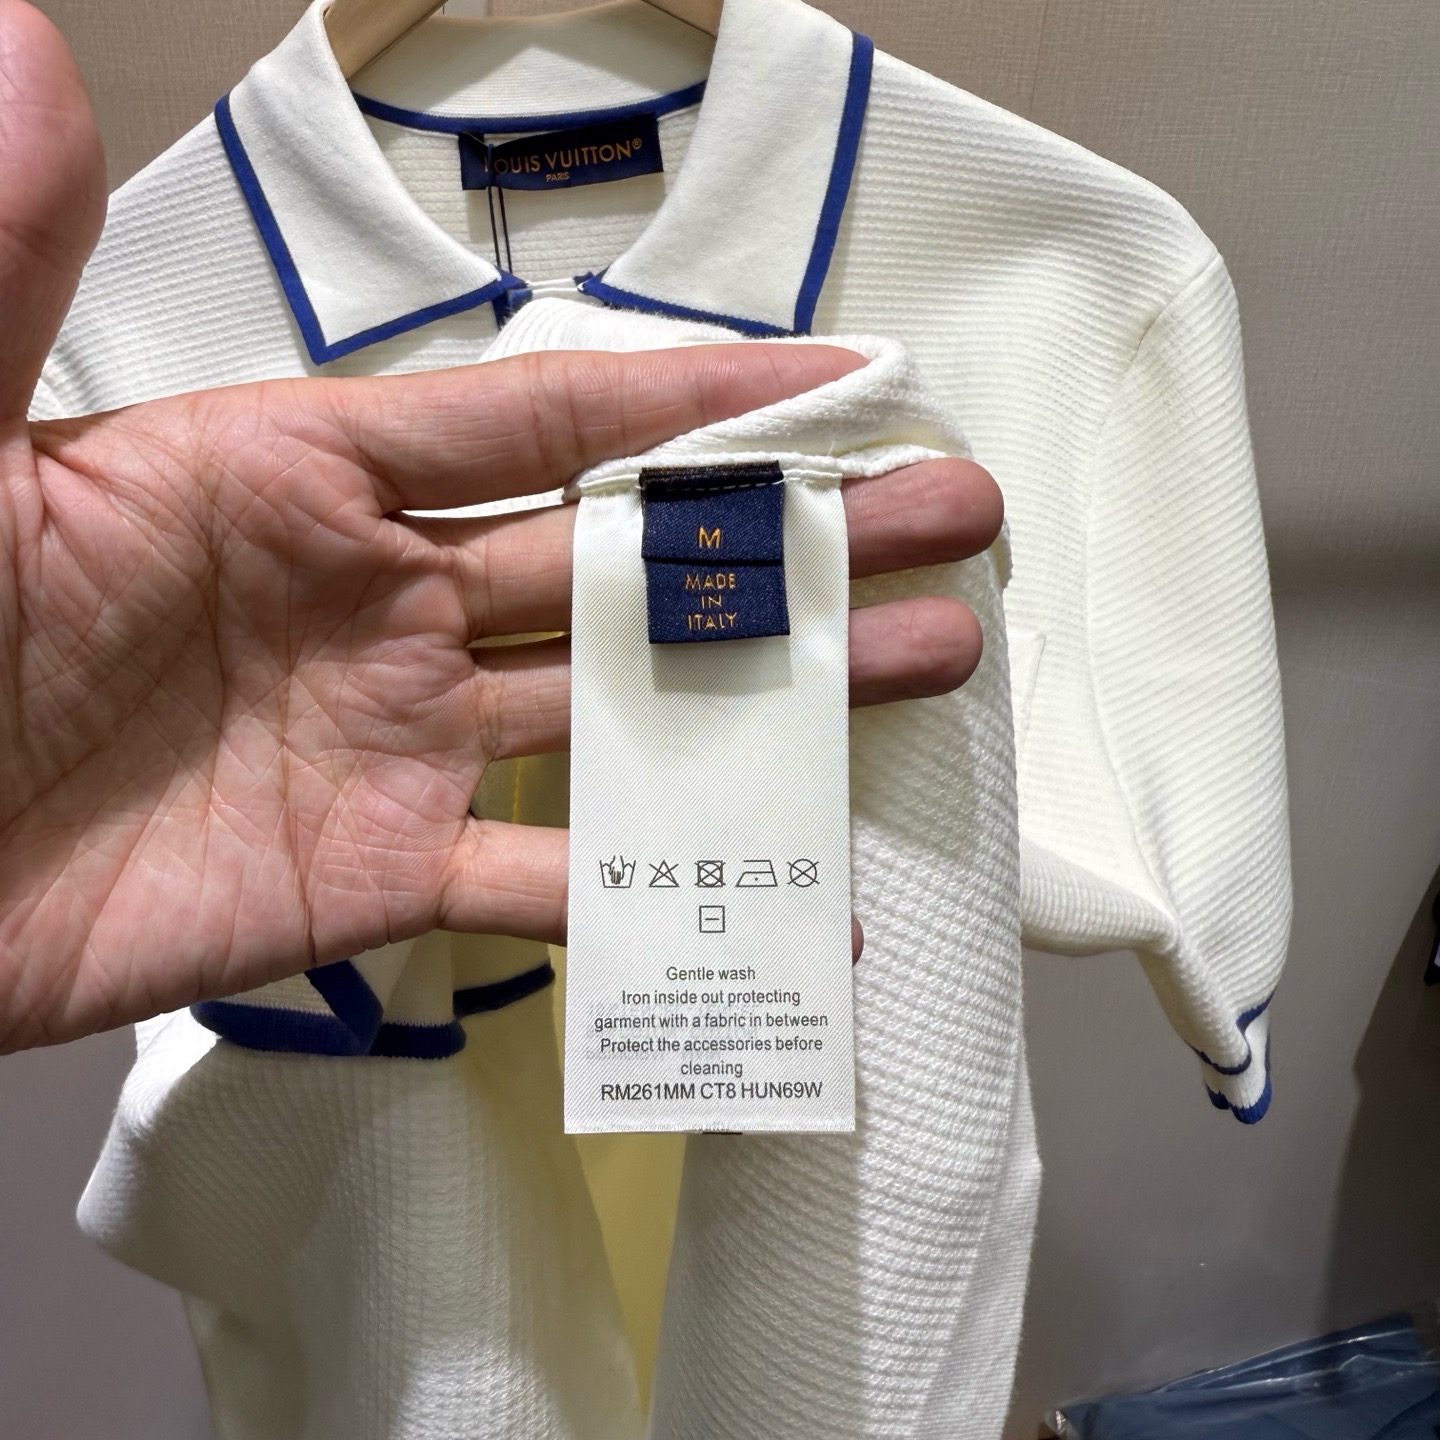 LOUIS VUITTON®
PARIS
M
MADE
IN
ITALY
Gentle wash
Iron inside out protecting
garment with a fabric in between
Protect the accessories before
cleaning
RM261MM CT8 HUN69W